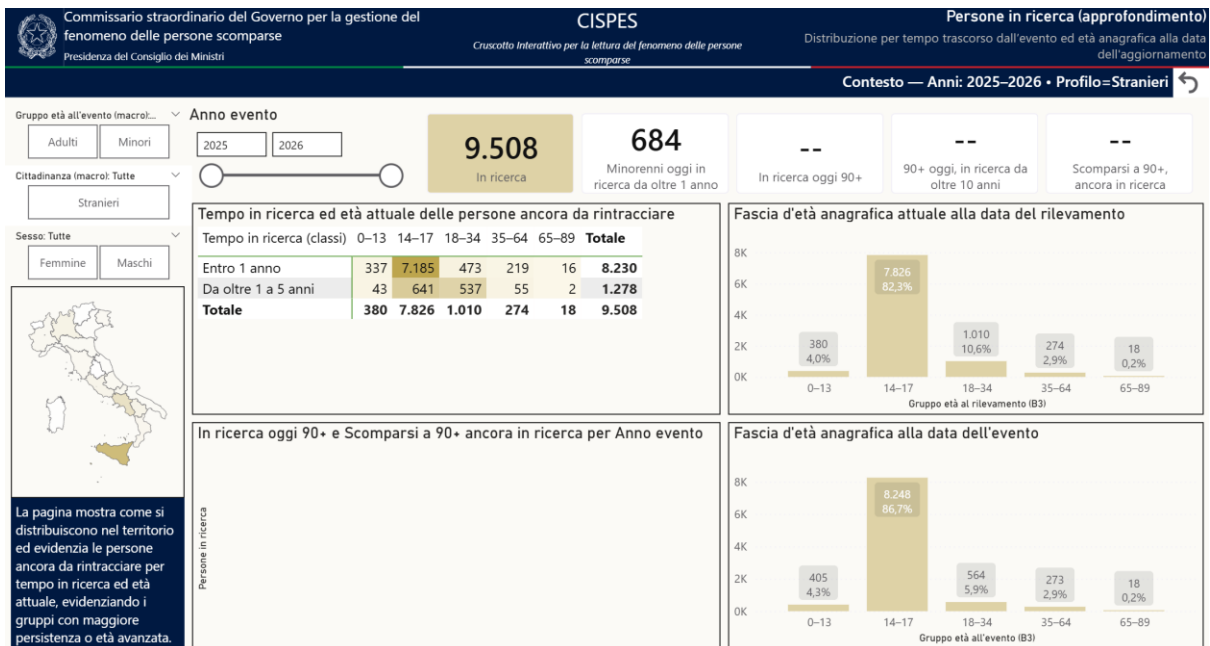 Commissario straordinario del Governo per la gestione del
fenomeno delle persone scomparse
Presidenza del Consiglio dei Ministri
CISPES
Cruscotto Interattivo per la lettura del fenomeno delle persone
scomparse
Persone in ricerca (approfondimento)
Distribuzione per tempo trascorso dall'evento ed età anagrafica alla data
dell'aggiornamento
Contesto — Anni: 2025–2026 • Profilo=Stranieri
Gruppo età all'evento (macro):...
Adulti Minori
Cittadinanza (macro): Tutte
Stranieri
Sesso: Tutte
Femmine Maschi
La pagina mostra come si
distribuiscono nel territorio
ed evidenzia le persone
ancora da rintracciare per
tempo in ricerca ed età
attuale, evidenziando i
gruppi con maggiore
persistenza o età avanzata.
Anno evento
2025 2026
9.508
In ricerca
684
Minorenni oggi in
ricerca da oltre 1 anno
--
In ricerca oggi 90+
--
90+ oggi, in ricerca da
oltre 10 anni
--
Scomparsi a 90+,
ancora in ricerca
Tempo in ricerca ed età attuale delle persone ancora da rintracciare
Tempo in ricerca (classi) 0–13 14–17 18–34 35–64 65–89 Totale
Entro 1 anno 337 7.185 473 219 16 8.230
Da oltre 1 a 5 anni 43 641 537 55 2 1.278
Totale 380 7.826 1.010 274 18 9.508
Fascia d'età anagrafica attuale alla data del rilevamento
8K
6K
4K
2K
0K
380
4,0%
7.826
82,3%
1.010
10,6%
274
2,9%
18
0,2%
0–13 14–17 18–34 35–64 65–89
Gruppo età al rilevamento (B3)
In ricerca oggi 90+ e Scomparsi a 90+ ancora in ricerca per Anno evento
Persone in ricerca
Fascia d'età anagrafica alla data dell'evento
8K
6K
4K
2K
0K
405
4,3%
8.248
86,7%
564
5,9%
273
2,9%
18
0,2%
0–13 14–17 18–34 35–64 65–89
Gruppo età all'evento (B3)